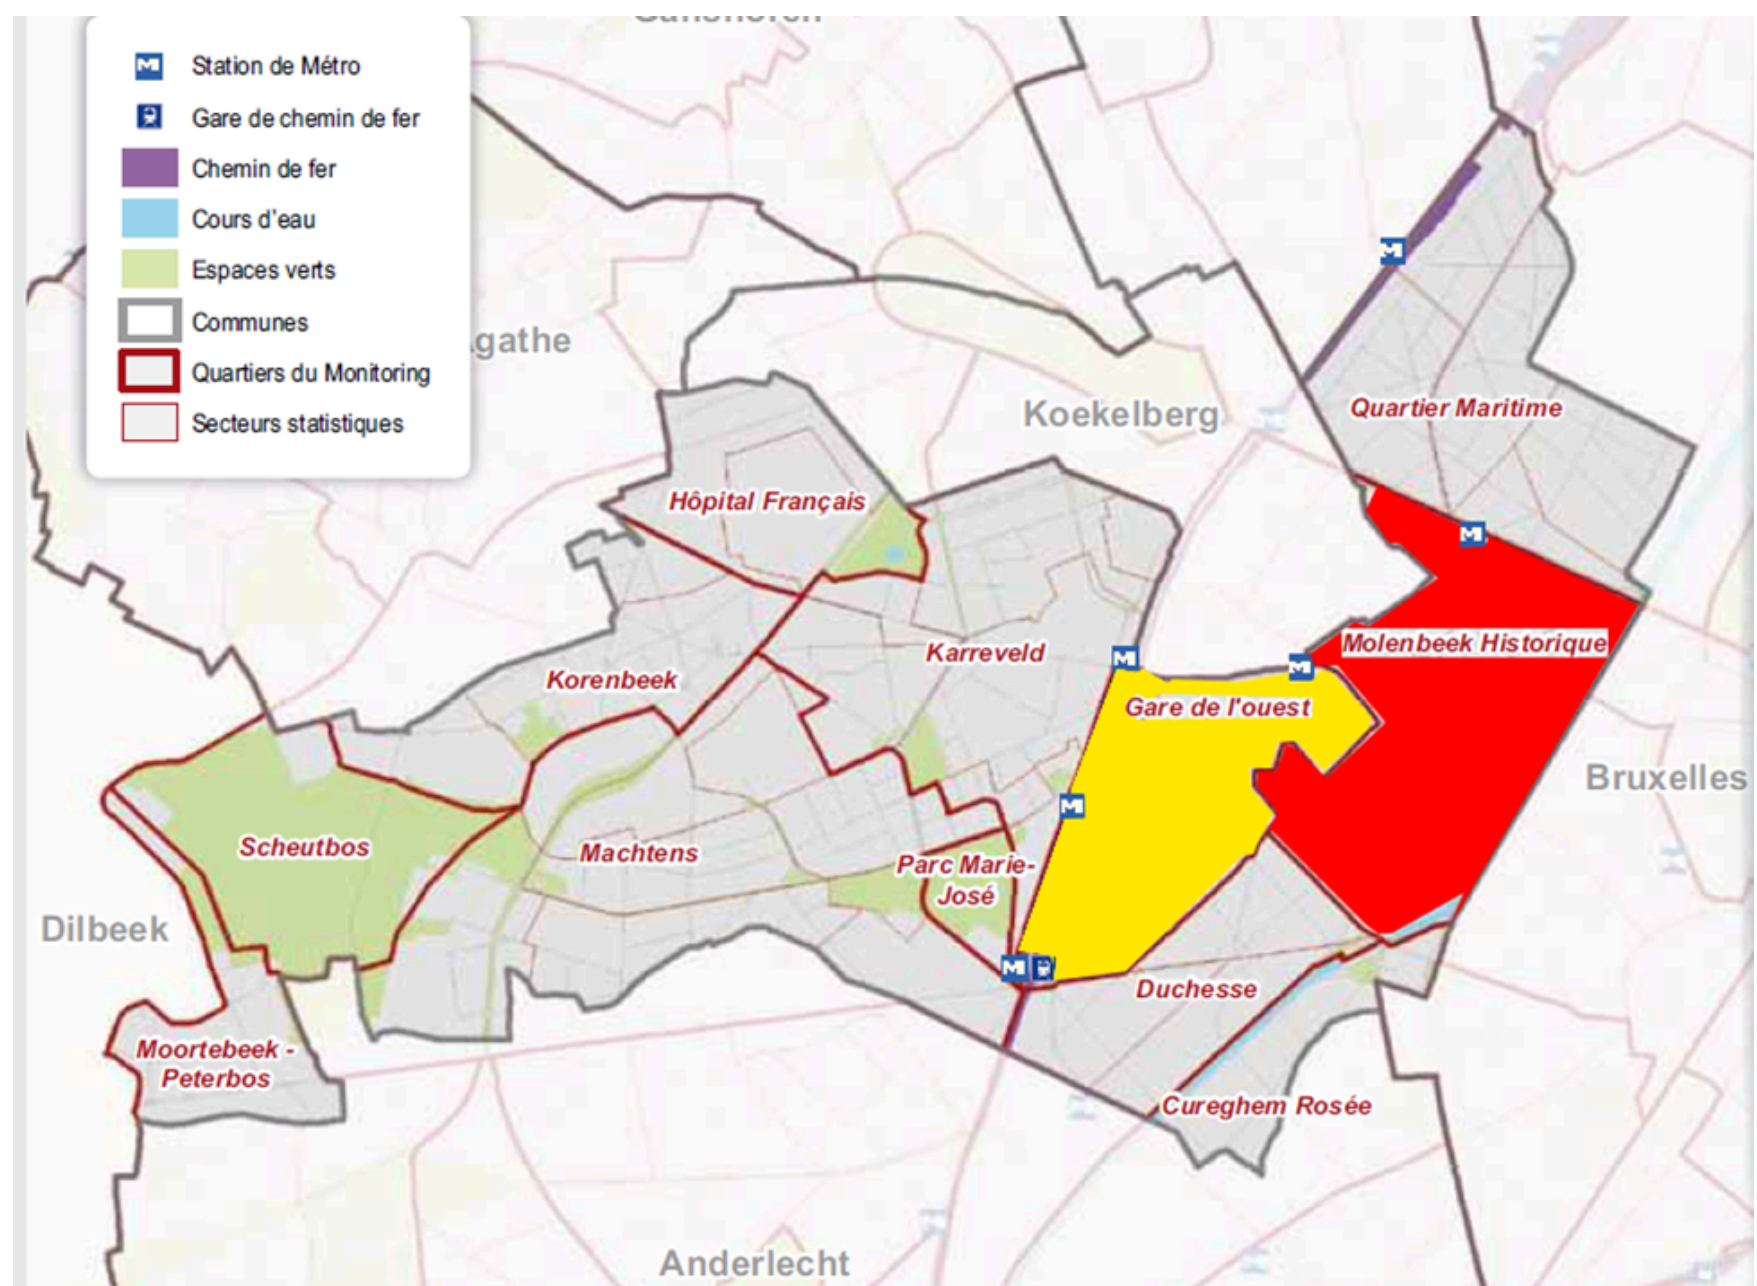 Station de Métro
Gare de chemin de fer
Chemin de fer
Cours d'eau
Espaces verts
Communes
Quartiers du Monitoring
Secteurs statistiques
Koekelberg
Quartier Maritime
Hôpital Français
Molenbeek Historique
Karreveld
Korenbeek
Gare de l'ouest
Bruxelles
Scheutbos
Machtens
Parc Marie-
José
Dilbeek
Duchesse
Moortebeek -
Peterbos
Cureghem Rosée
Anderlecht